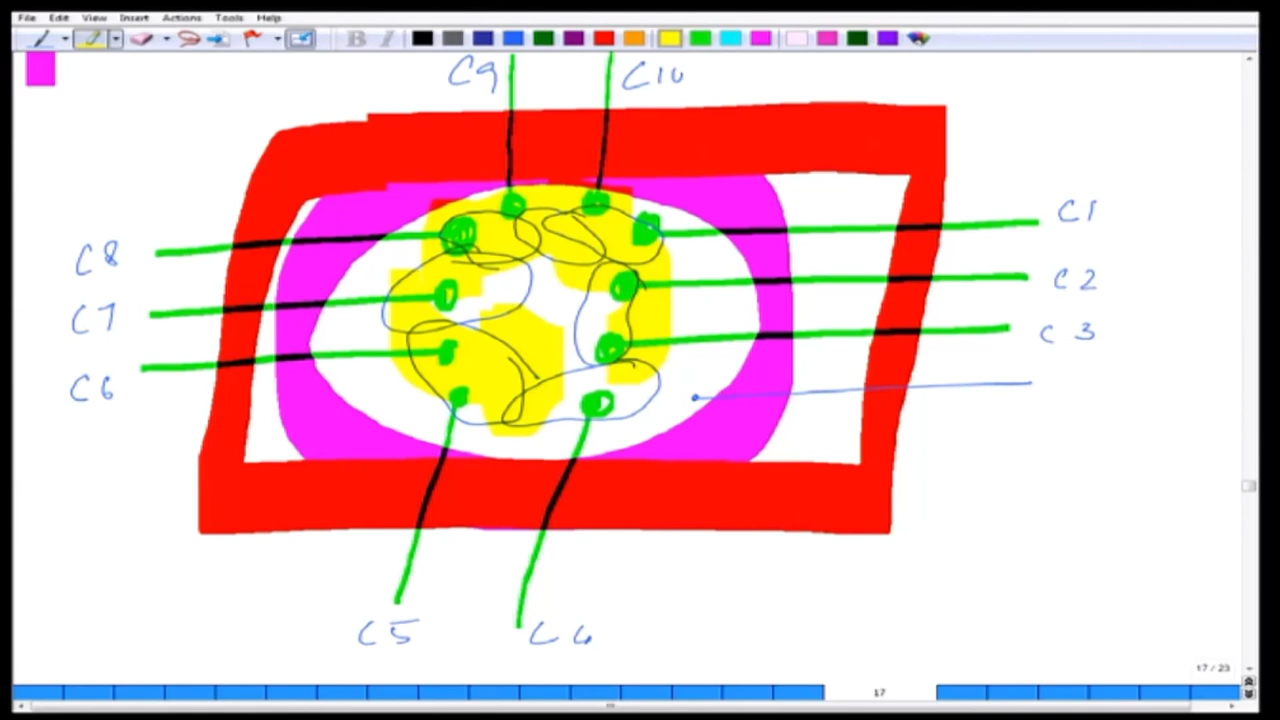 File Edit View Insert Actions Tools Help
B I
C9 C10
C1
C8
C2
C7
C3
C6
C5 C4
17 / 23
17